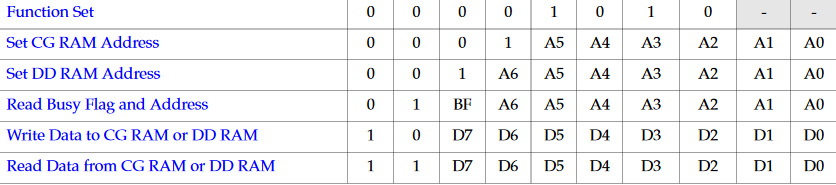 Function Set 0 0 0 0 1 0 1 0 - -
Set CG RAM Address 0 0 0 1 A5 A4 A3 A2 A1 A0
Set DD RAM Address 0 0 1 A6 A5 A4 A3 A2 A1 A0
Read Busy Flag and Address 0 1 BF A6 A5 A4 A3 A2 A1 A0
Write Data to CG RAM or DD RAM 1 0 D7 D6 D5 D4 D3 D2 D1 D0
Read Data from CG RAM or DD RAM 1 1 D7 D6 D5 D4 D3 D2 D1 D0